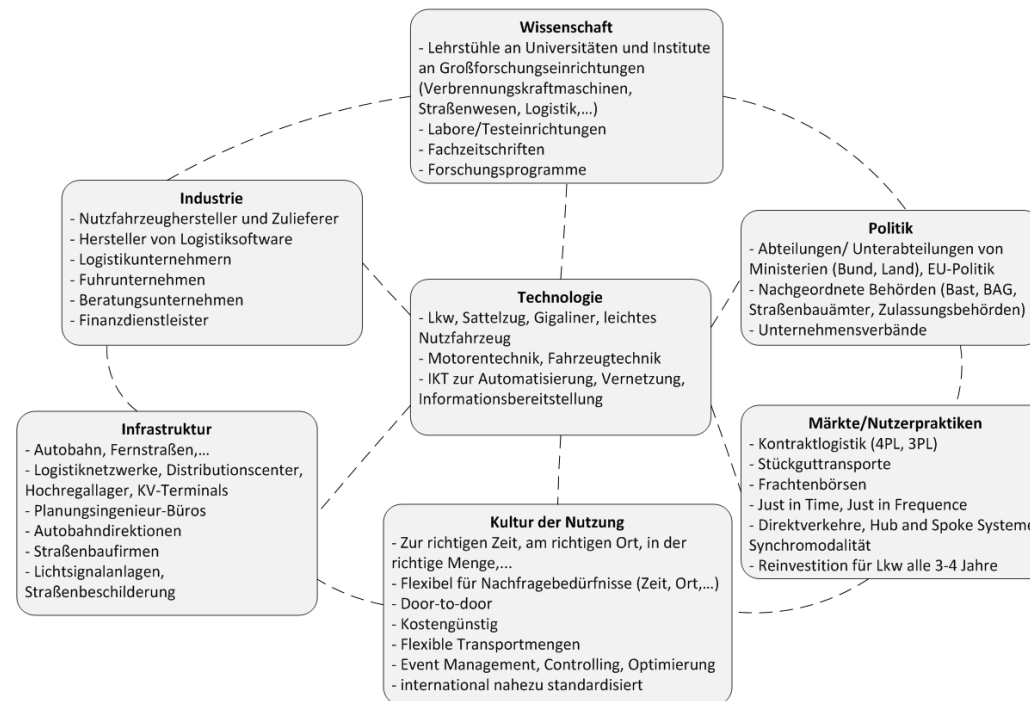 Wissenschaft
- Lehrstühle an Universitäten und Institute
an Großforschungseinrichtungen
(Verbrennungskraftmaschinen,
Straßenwesen, Logistik,...)
- Labore/Testeinrichtungen
- Fachzeitschriften
- Forschungsprogramme
Industrie
- Nutzfahrzeughersteller und Zulieferer
- Hersteller von Logistiksoftware
- Logistikunternehmern
- Fuhrunternehmen
- Beratungsunternehmen
- Finanzdienstleister
Politik
- Abteilungen/ Unterabteilungen von
Ministerien (Bund, Land), EU-Politik
- Nachgeordnete Behörden (Bast, BAG,
Straßenbauämter, Zulassungsbehörden)
- Unternehmensverbände
Technologie
- Lkw, Sattelzug, Gigaliner, leichtes
Nutzfahrzeug
- Motorentechnik, Fahrzeugtechnik
- IKT zur Automatisierung, Vernetzung,
Informationsbereitstellung
Infrastruktur
- Autobahn, Fernstraßen,...
- Logistiknetzwerke, Distributionscenter,
Hochregallager, KV-Terminals
- Planungsingenieur-Büros
- Autobahndirektionen
- Straßenbaufirmen
- Lichtsignalanlagen,
Straßenbeschilderung
Märkte/Nutzerpraktiken
- Kontraktlogistik (4PL, 3PL)
- Stückguttransporte
- Frachtenbörsen
- Just in Time, Just in Frequence
- Direktverkehre, Hub and Spoke Systeme
Synchromodalität
- Reinvestition für Lkw alle 3-4 Jahre
Kultur der Nutzung
- Zur richtigen Zeit, am richtigen Ort, in der
richtige Menge,...
- Flexibel für Nachfragebedürfnisse (Zeit, Ort,...)
- Door-to-door
- Kostengünstig
- Flexible Transportmengen
- Event Management, Controlling, Optimierung
- international nahezu standardisiert